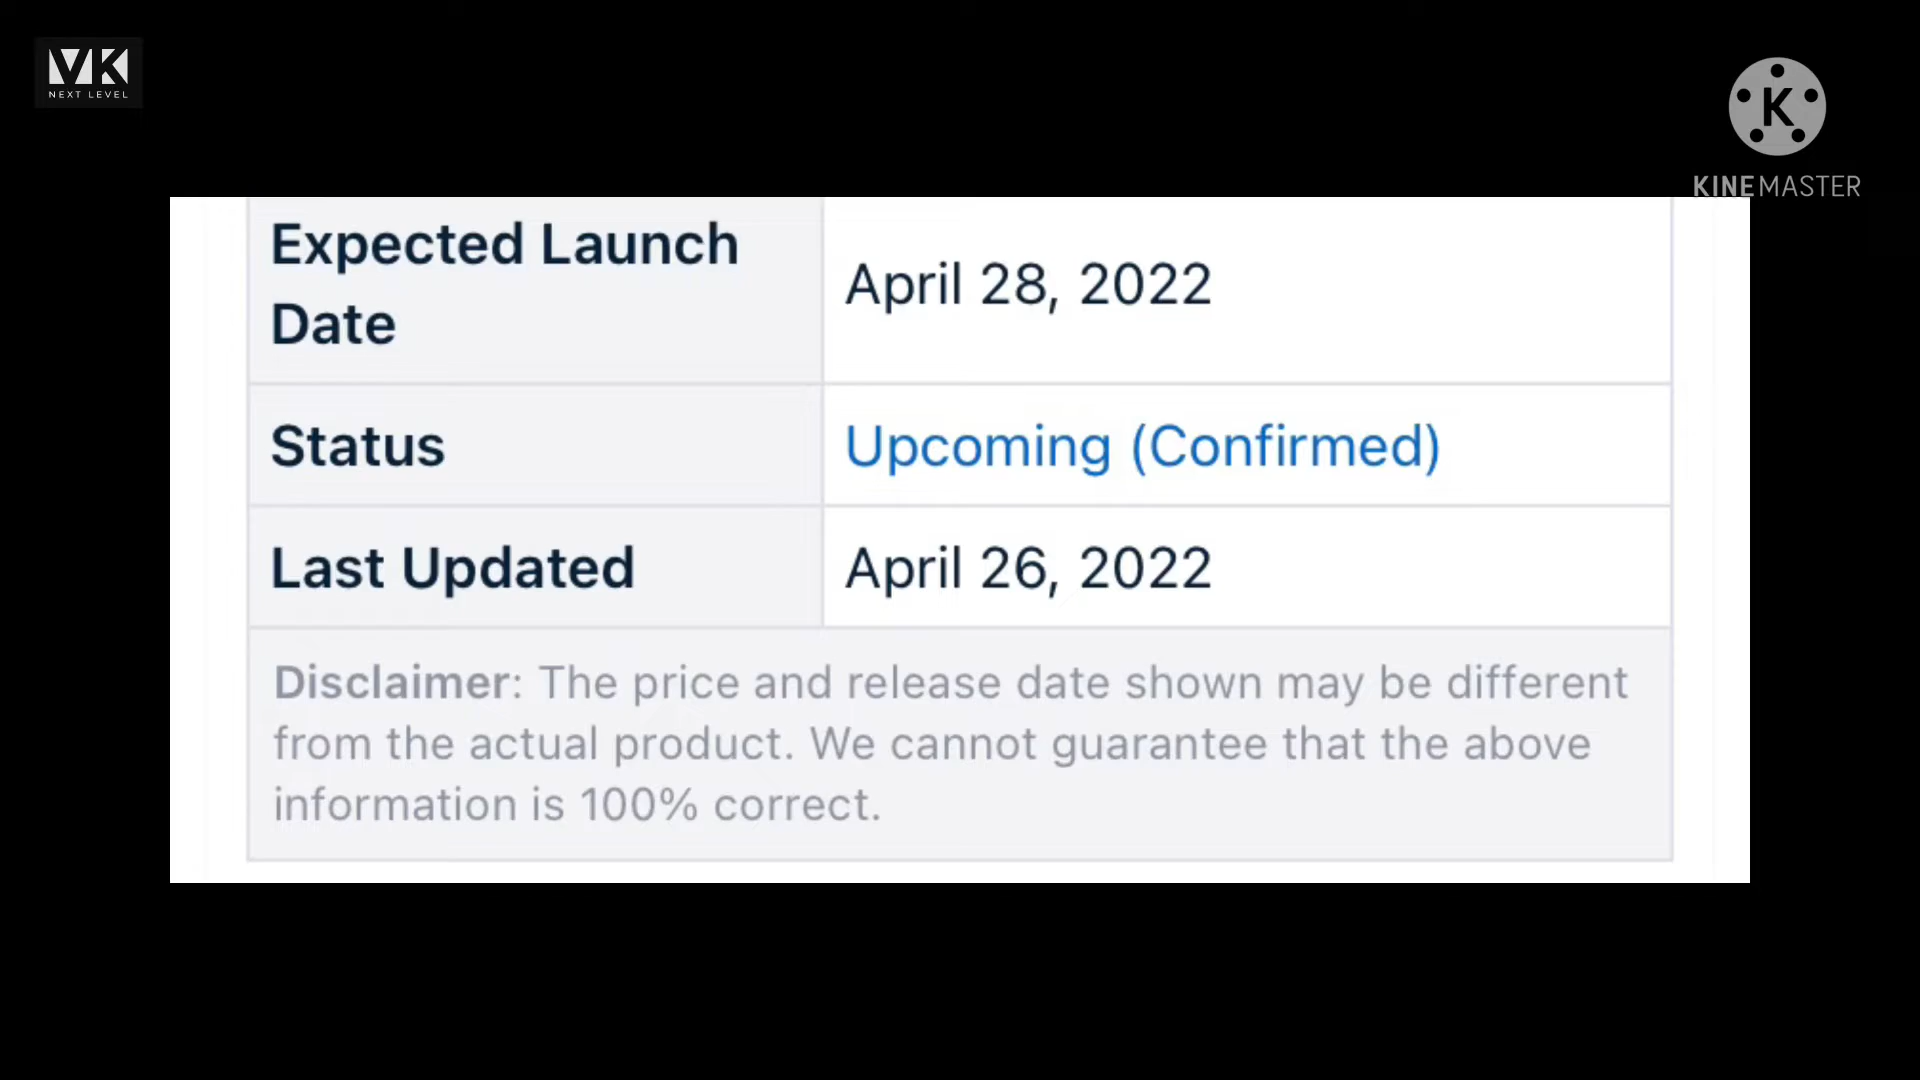 VK
NEXT LEVEL
K
KINEMASTER
Expected Launch
Date
April 28, 2022
Status
Upcoming (Confirmed)
Last Updated
April 26, 2022
Disclaimer: The price and release date shown may be different
from the actual product. We cannot guarantee that the above
information is 100% correct.